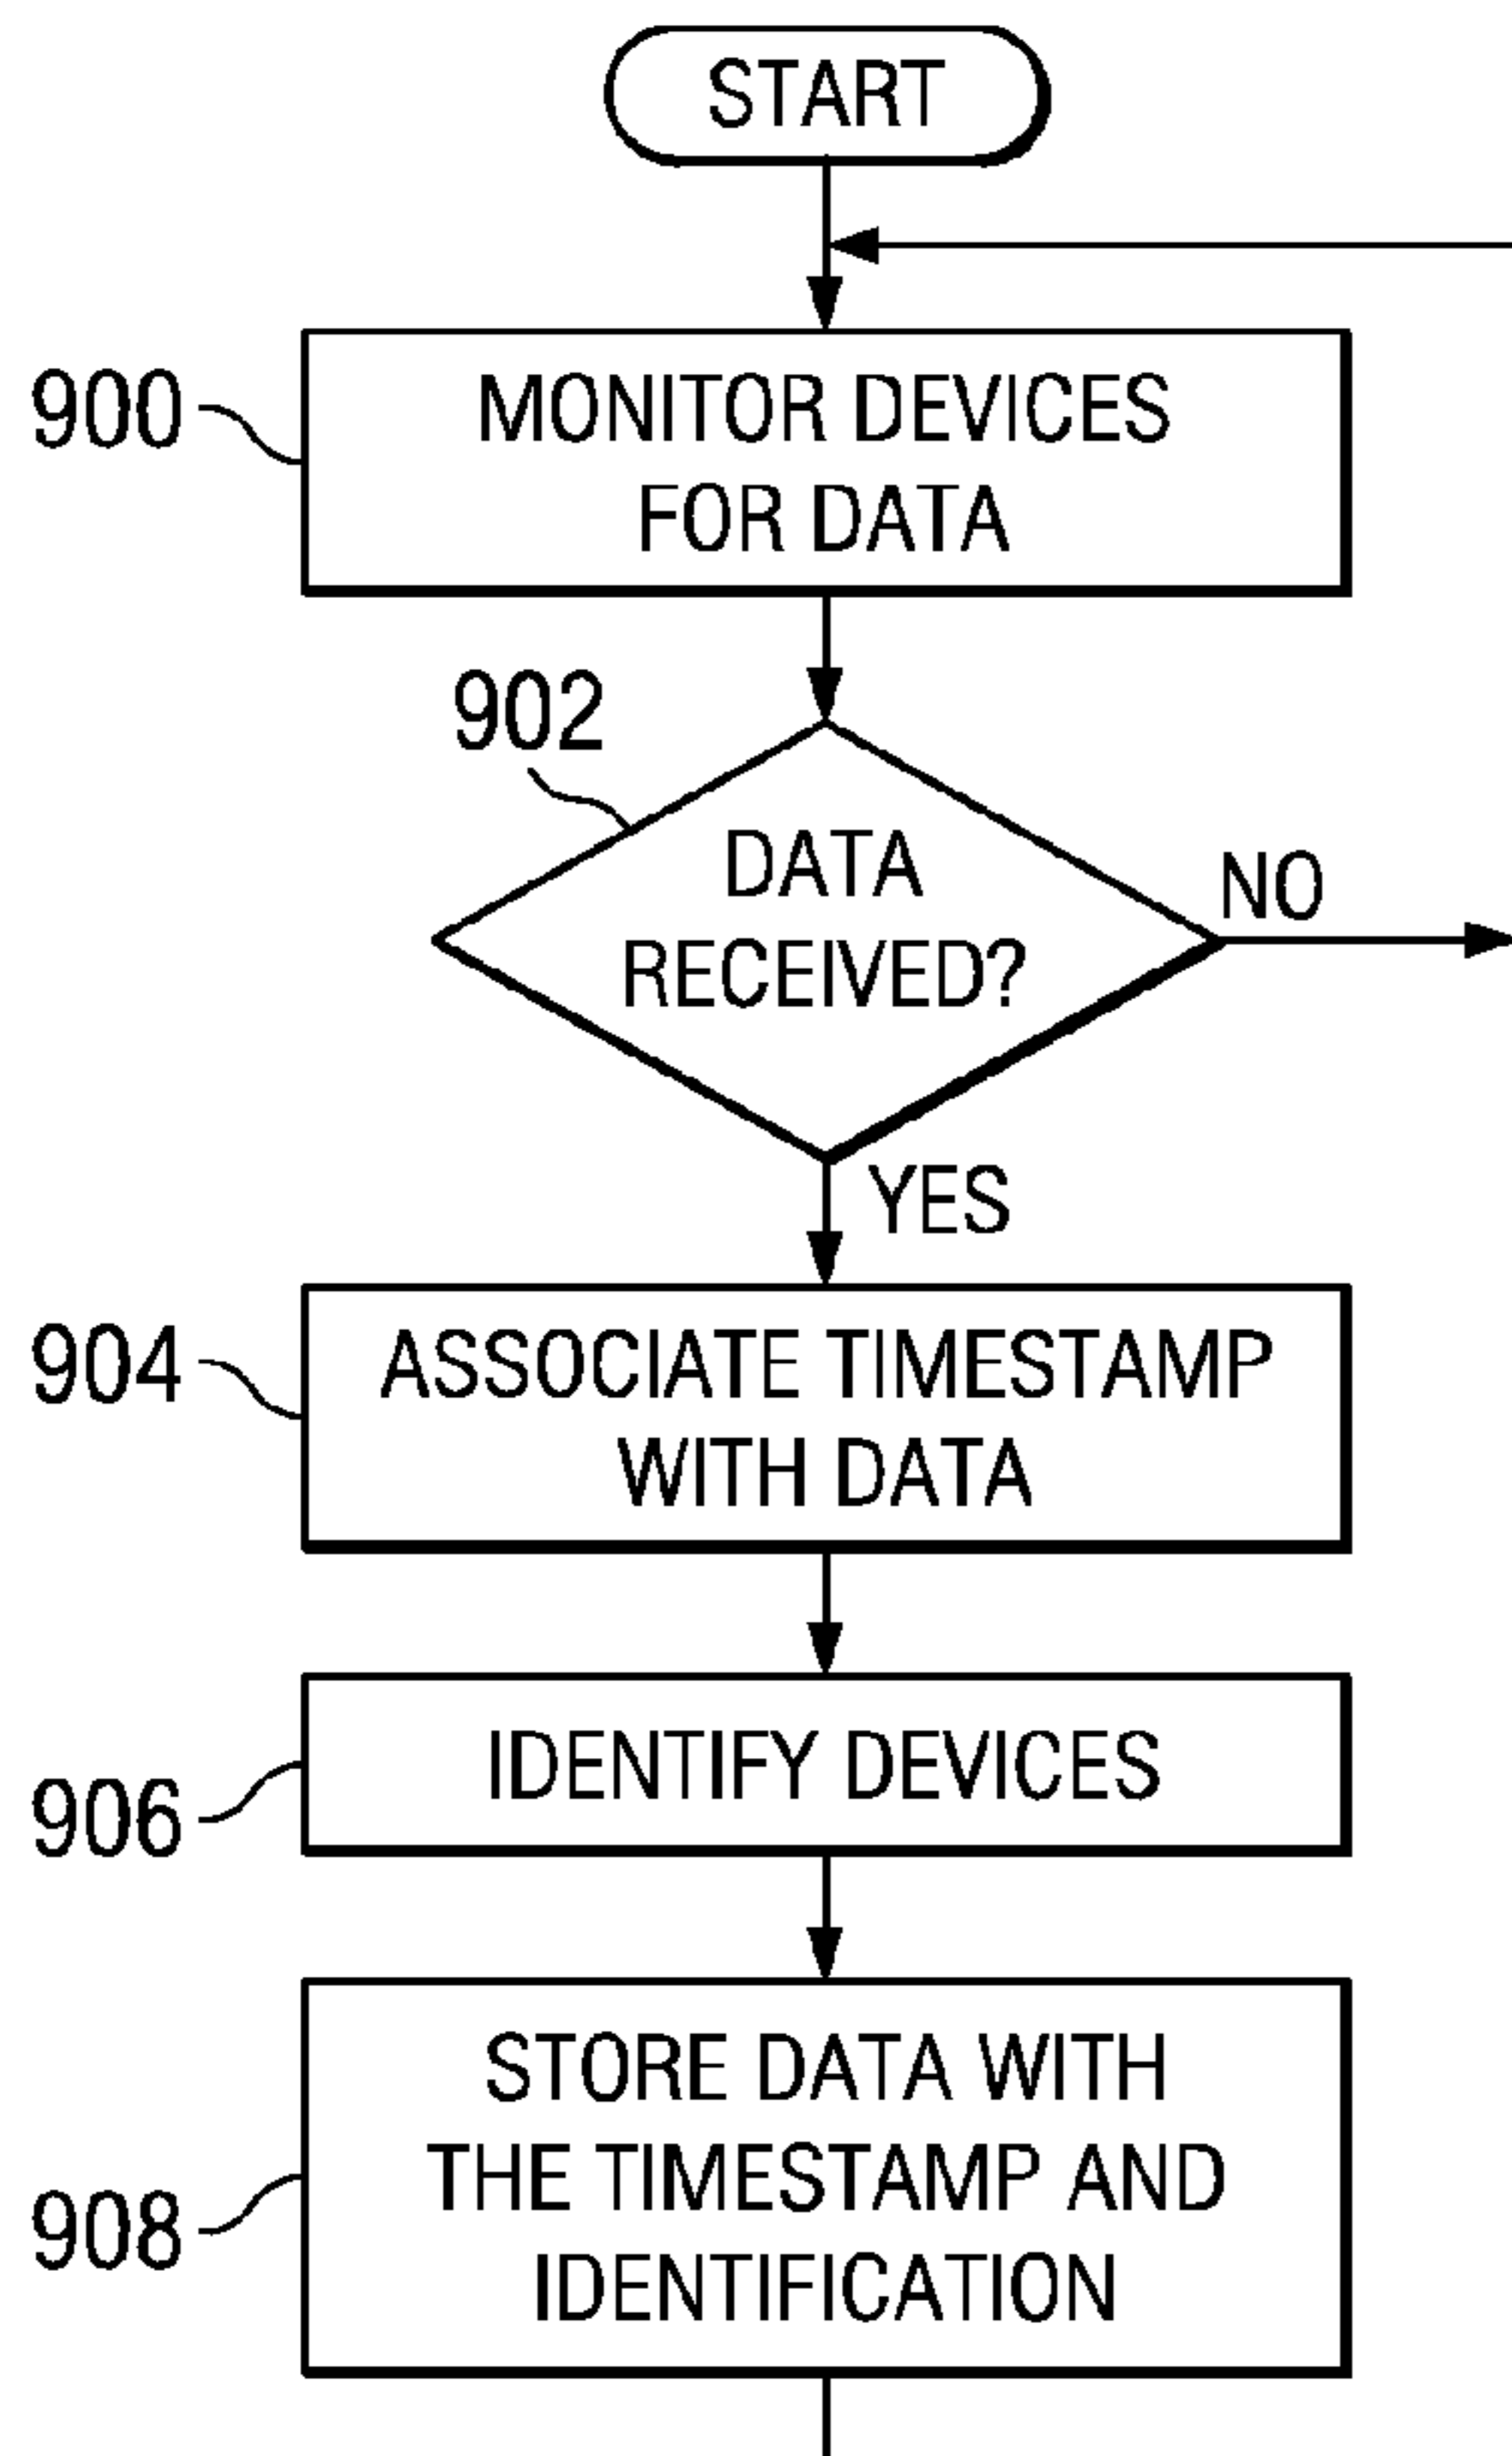 START
900
MONITOR DEVICES
FOR DATA
902
DATA
RECEIVED?
NO
YES
904
ASSOCIATE TIMESTAMP
WITH DATA
906
IDENTIFY DEVICES
908
STORE DATA WITH
THE TIMESTAMP AND
IDENTIFICATION